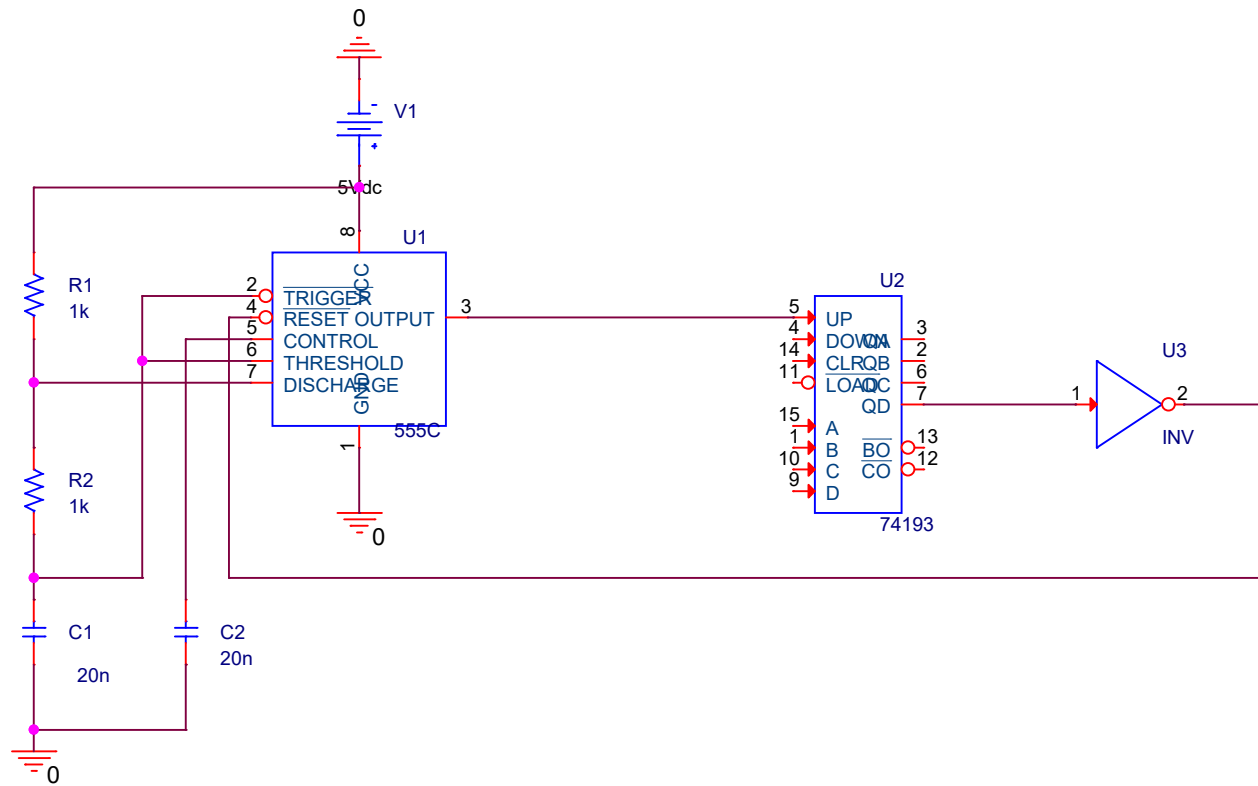 0
-
V1
+
5Vdc
8
U1
VCC
2
TRIGGER
4
RESET
OUTPUT
3
5
CONTROL
6
THRESHOLD
7
DISCHARGE
GND
1
555C
0
R1
1k
R2
1k
C1
20n
C2
20n
0
U2
5
UP
4
DOWN
QA
3
14
CLR
QB
2
11
LOAD
QC
6
QD
7
15
A
1
B
BO
13
10
C
CO
12
9
D
74193
U3
1
2
INV